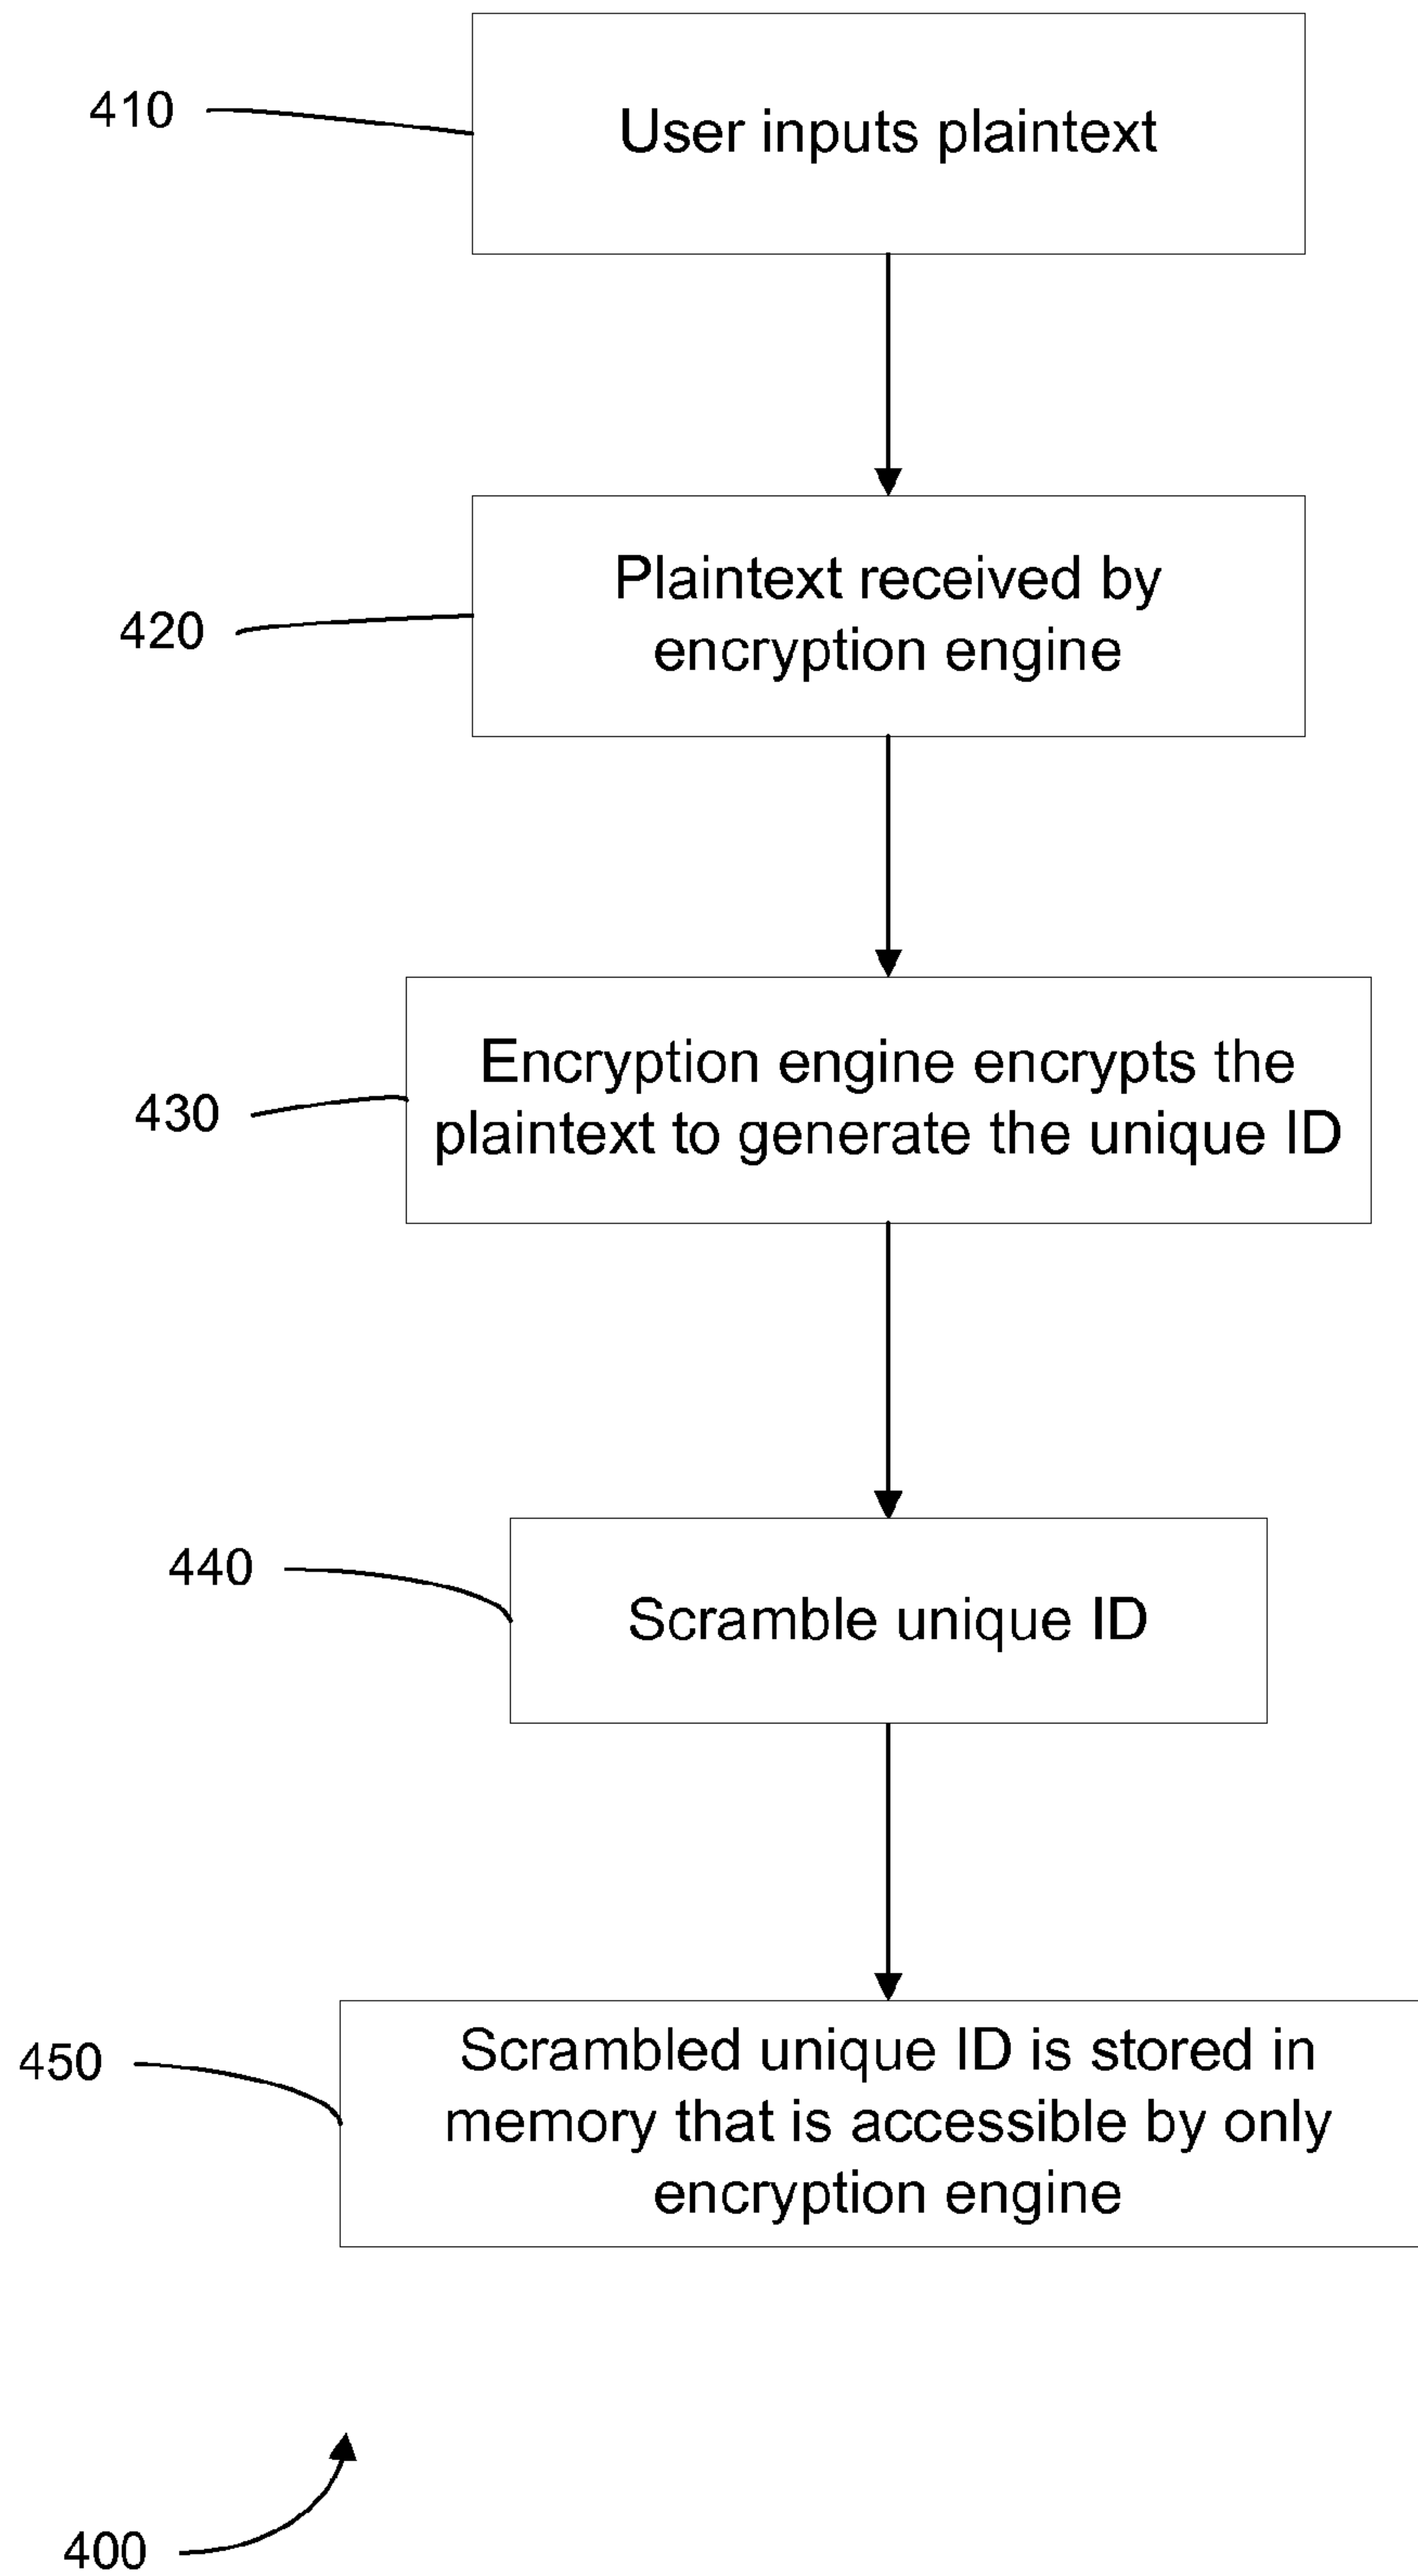 410
User inputs plaintext
420
Plaintext received by
encryption engine
430
Encryption engine encrypts the
plaintext to generate the unique ID
440
Scramble unique ID
450
Scrambled unique ID is stored in
memory that is accessible by only
encryption engine
400